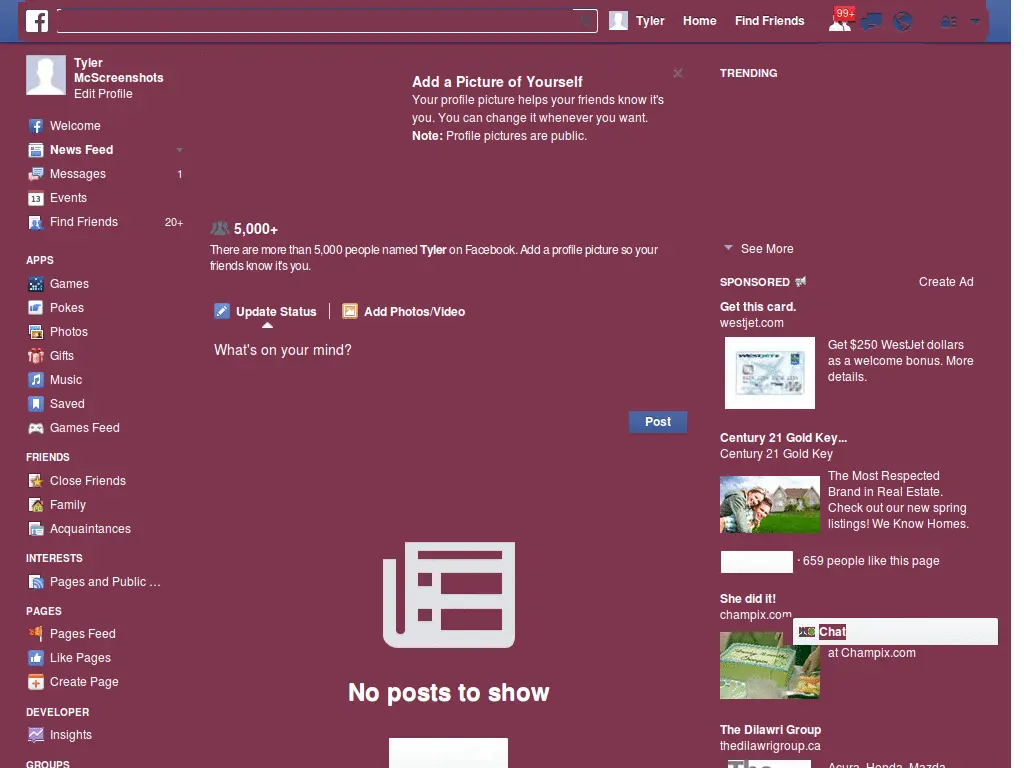 Tyler
Home
Find Friends
99+
Tyler
McScreenshots
Edit Profile
Welcome
News Feed
Messages 1
Events
Find Friends 20+
APPS
Games
Pokes
Photos
Gifts
Music
Saved
Games Feed
FRIENDS
Close Friends
Family
Acquaintances
INTERESTS
Pages and Public ...
PAGES
Pages Feed
Like Pages
Create Page
DEVELOPER
Insights
GROUPS
Add a Picture of Yourself
Your profile picture helps your friends know it's
you. You can change it whenever you want.
Note: Profile pictures are public.
5,000+
There are more than 5,000 people named Tyler on Facebook. Add a profile picture so your
friends know it's you.
Update Status
Add Photos/Video
What's on your mind?
Post
No posts to show
TRENDING
See More
SPONSORED
Create Ad
Get this card.
westjet.com
Get $250 WestJet dollars
as a welcome bonus. More
details.
Century 21 Gold Key...
Century 21 Gold Key
The Most Respected
Brand in Real Estate.
Check out our new spring
listings! We Know Homes.
· 659 people like this page
She did it!
champix.com
Chat
at Champix.com
The Dilawri Group
thedilawrigroup.ca
Acura, Honda, Mazda